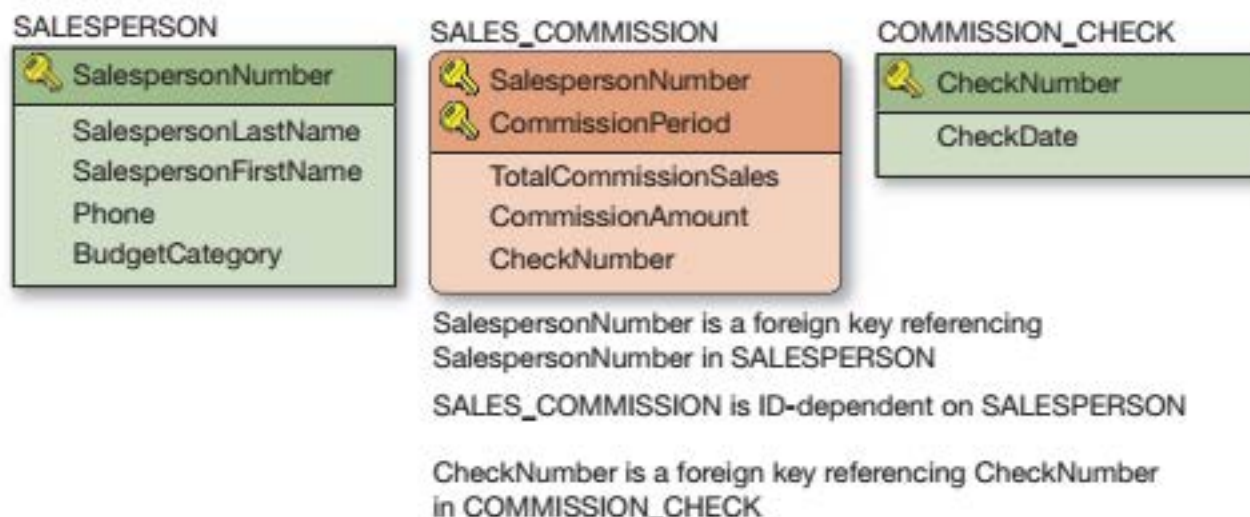 SALESPERSON
SalespersonNumber
SalespersonLastName
SalespersonFirstName
Phone
BudgetCategory
SALES_COMMISSION
SalespersonNumber
CommissionPeriod
TotalCommissionSales
CommissionAmount
CheckNumber
COMMISSION_CHECK
CheckNumber
CheckDate
SalespersonNumber is a foreign key referencing
SalespersonNumber in SALESPERSON
SALES_COMMISSION is ID-dependent on SALESPERSON
CheckNumber is a foreign key referencing CheckNumber
in COMMISSION_CHECK